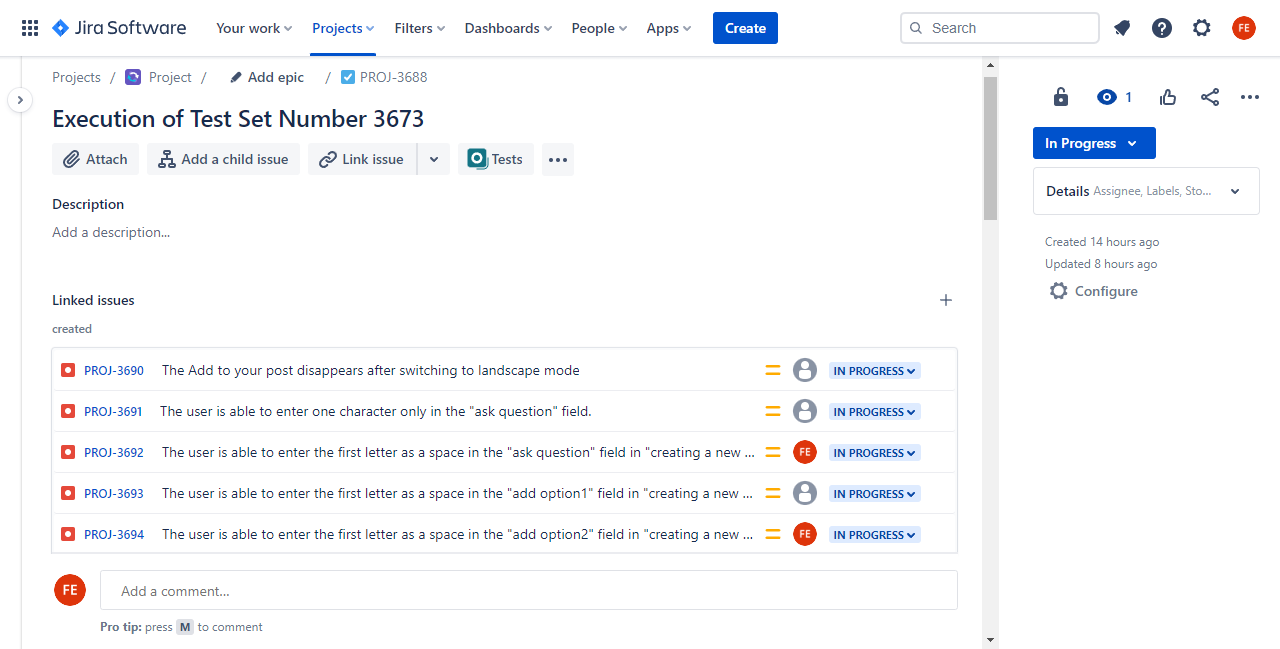 Jira Software Your work Projects Filters Dashboards People Apps Create Search FE
Projects / Project / Add epic / PROJ-3688
1
Execution of Test Set Number 3673
In Progress
Attach Add a child issue Link issue Tests
Details Assignee, Labels, Sto...
Description
Add a description...
Created 14 hours ago
Updated 8 hours ago
Configure
Linked issues
created
PROJ-3690 The Add to your post disappears after switching to landscape mode IN PROGRESS
PROJ-3691 The user is able to enter one character only in the "ask question" field. IN PROGRESS
PROJ-3692 The user is able to enter the first letter as a space in the "ask question" field in "creating a new ... FE IN PROGRESS
PROJ-3693 The user is able to enter the first letter as a space in the "add option1" field in "creating a new ... IN PROGRESS
PROJ-3694 The user is able to enter the first letter as a space in the "add option2" field in "creating a new ... FE IN PROGRESS
FE Add a comment...
Pro tip: press M to comment